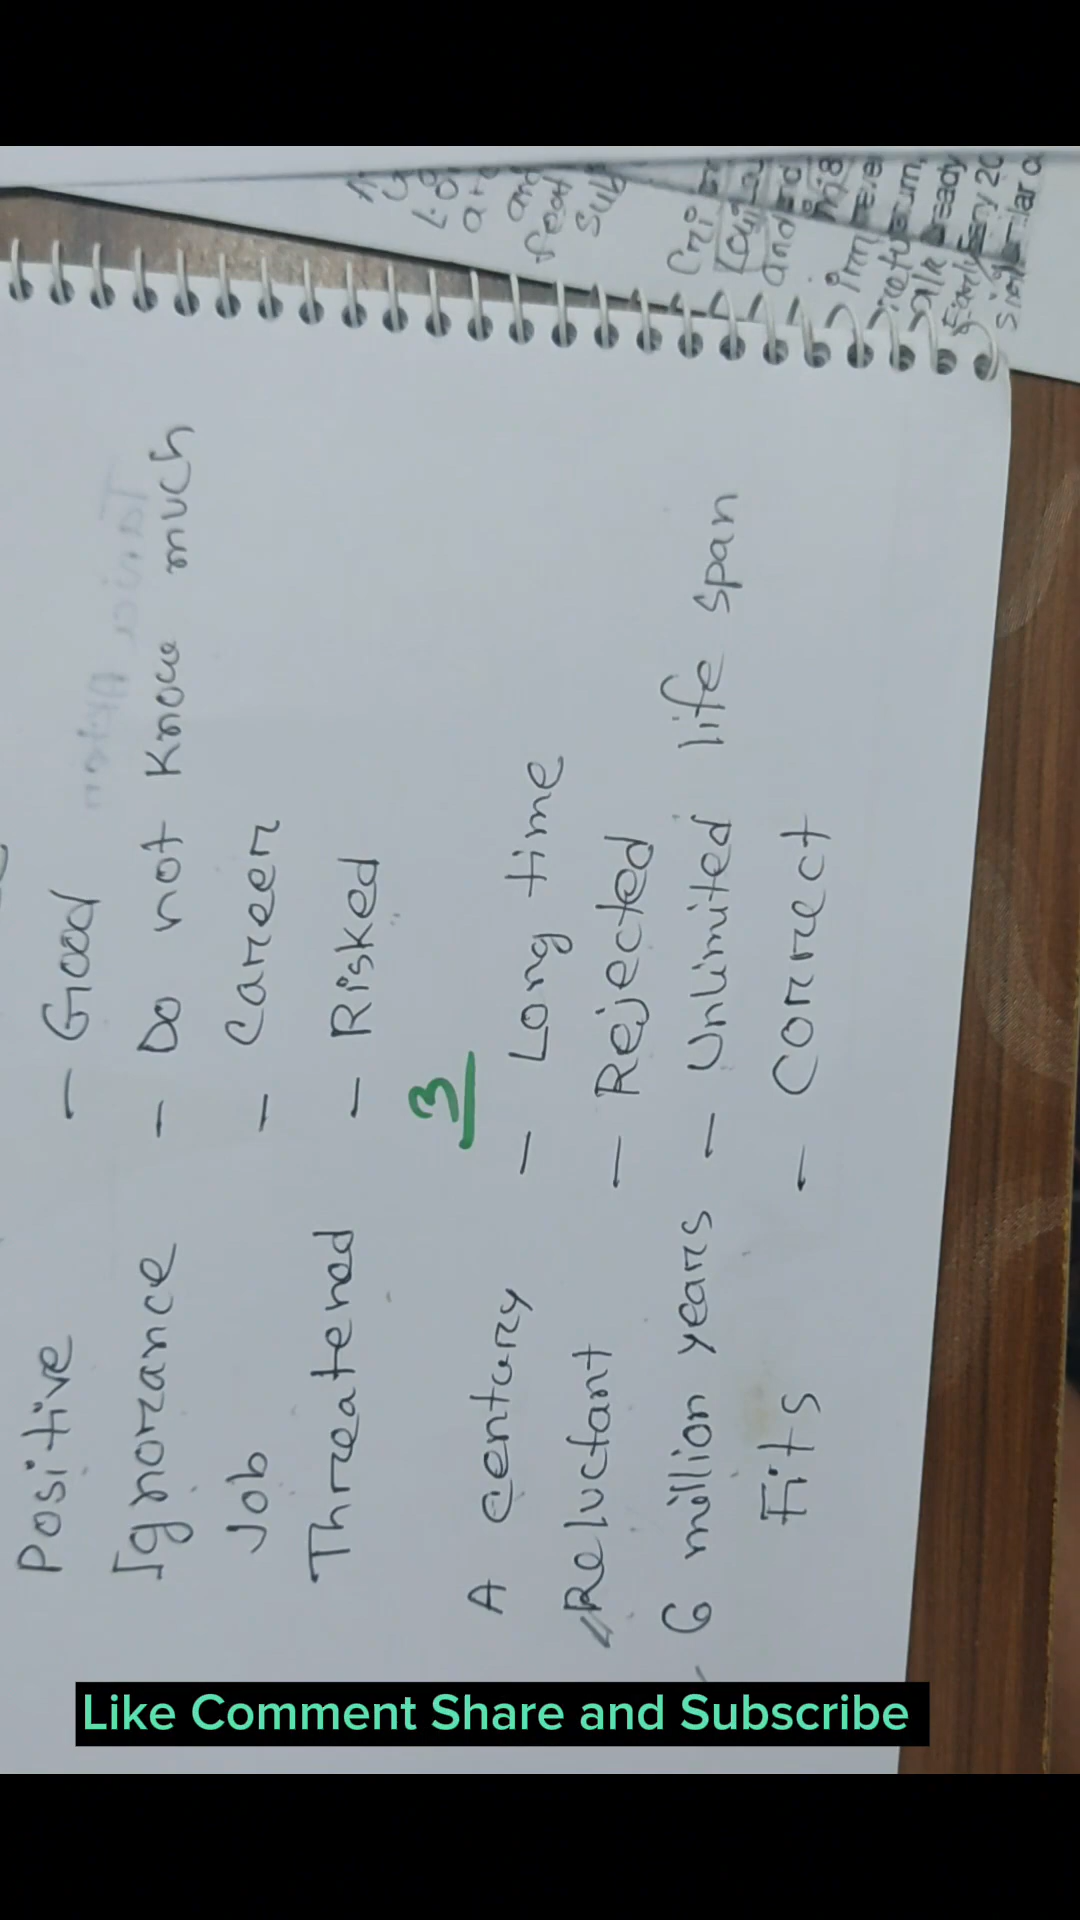 Positive - Good
Ignorance - Do not know much
Job - Career
Threatened - Risked
3
A century - Long time
Reluctant - Rejected
6 million years - Unlimited life span
Fits - Correct
Like Comment Share and Subscribe